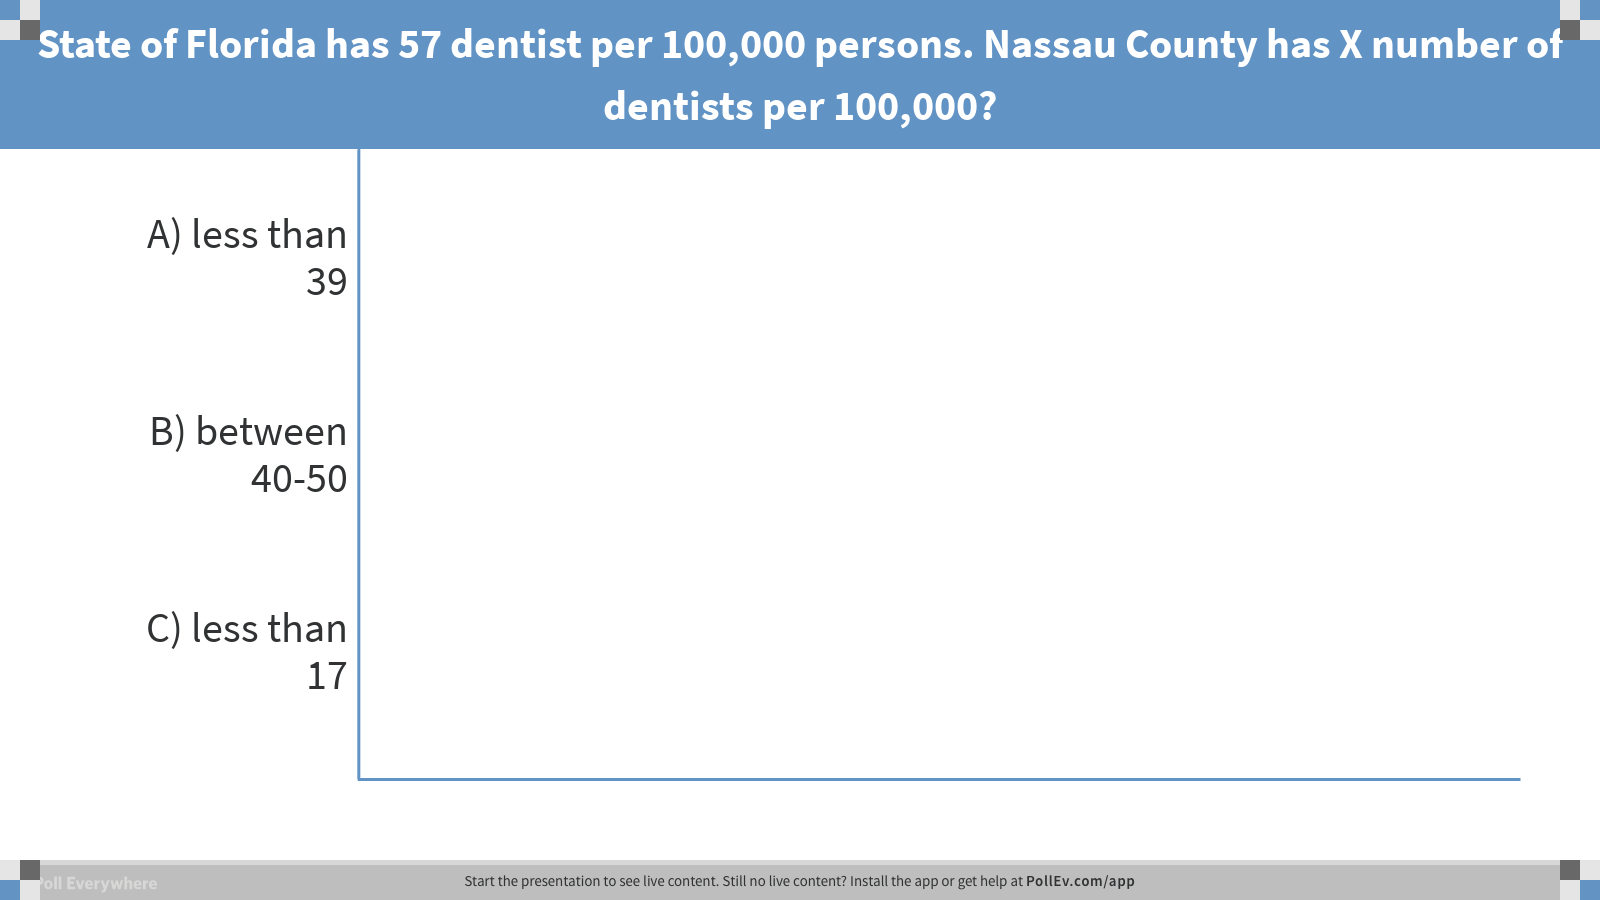 State of Florida has 57 dentist per 100,000 persons. Nassau County has X number of
dentists per 100,000?
A) less than
39
B) between
40-50
C) less than
17
Poll Everywhere
Start the presentation to see live content. Still no live content? Install the app or get help at PollEv.com/app